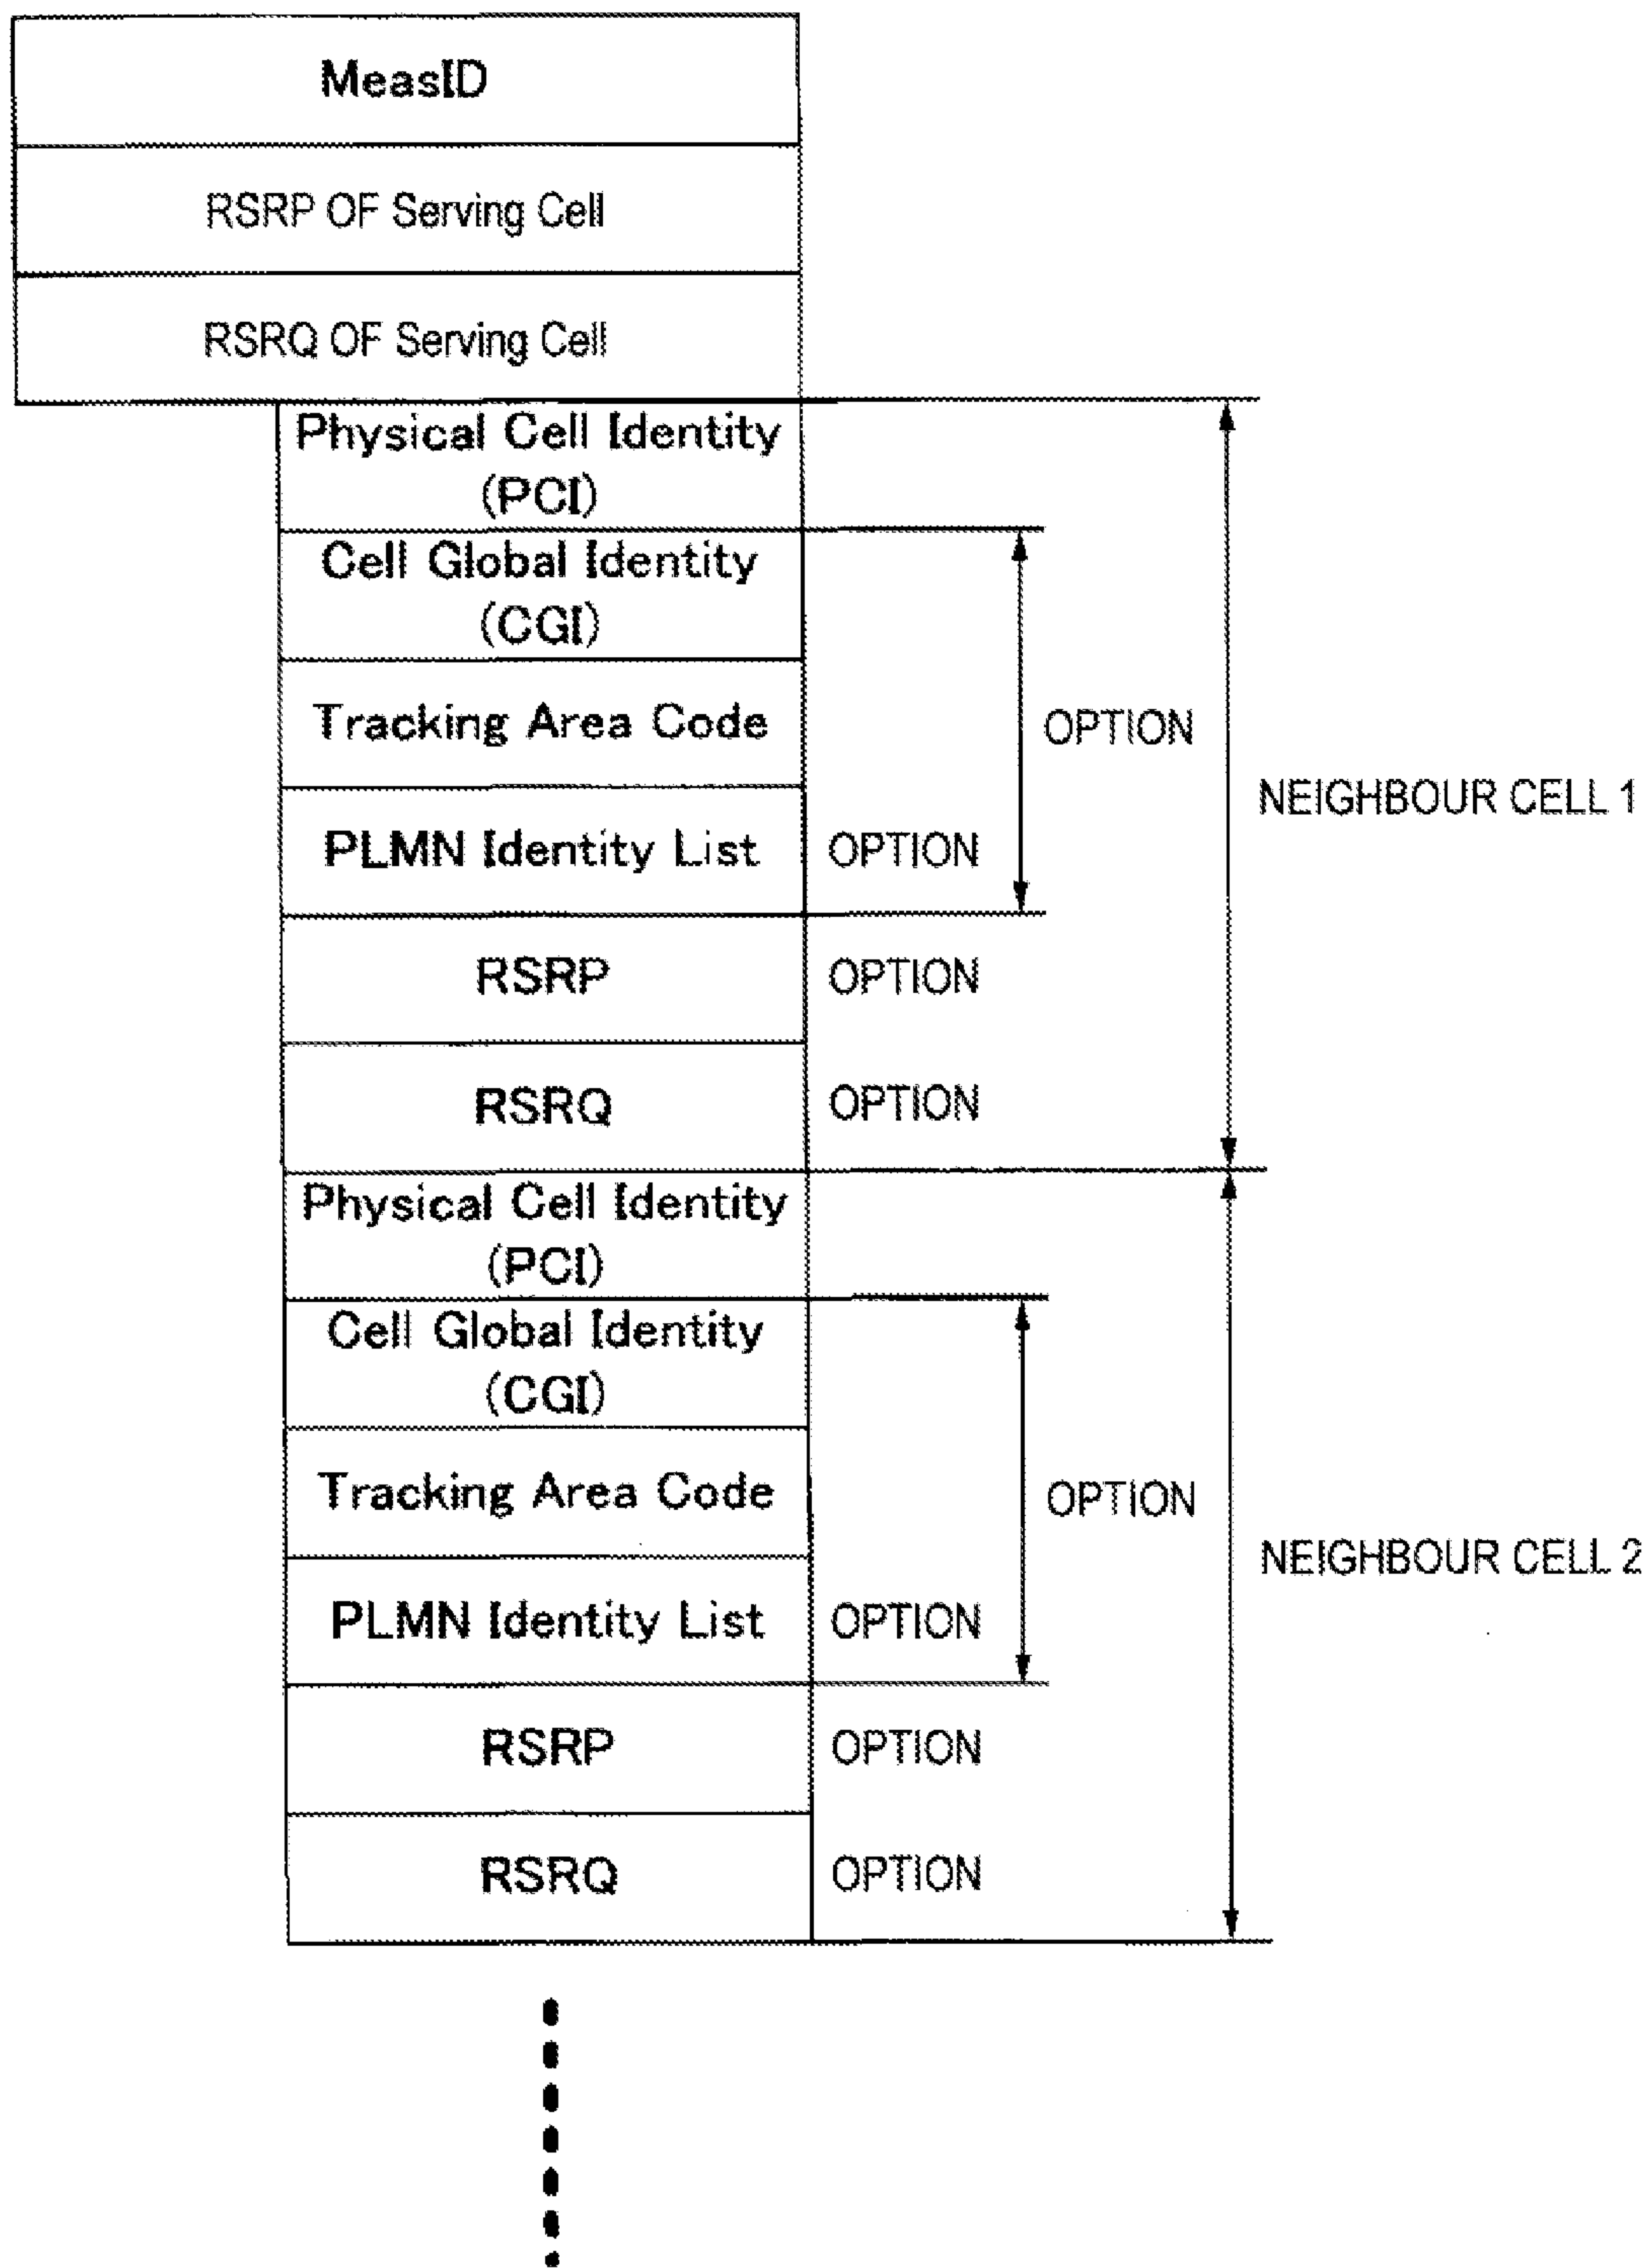 MeasID
RSRP OF Serving Cell
RSRQ OF Serving Cell
Physical Cell Identity
(PCI)
Cell Global Identity
(CGI)
Tracking Area Code
OPTION
NEIGHBOUR CELL 1
PLMN Identity List OPTION
RSRP OPTION
RSRQ OPTION
Physical Cell Identity
(PCI)
Cell Global Identity
(CGI)
Tracking Area Code
OPTION
NEIGHBOUR CELL 2
PLMN Identity List OPTION
RSRP OPTION
RSRQ OPTION